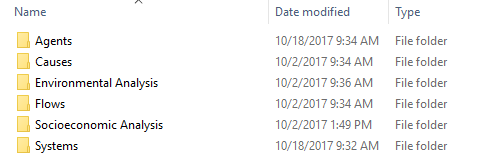 Name Date modified Type
Agents 10/18/2017 9:34 AM File folder
Causes 10/2/2017 9:34 AM File folder
Environmental Analysis 10/2/2017 9:36 AM File folder
Flows 10/2/2017 9:34 AM File folder
Socioeconomic Analysis 10/2/2017 1:49 PM File folder
Systems 10/18/2017 9:32 AM File folder